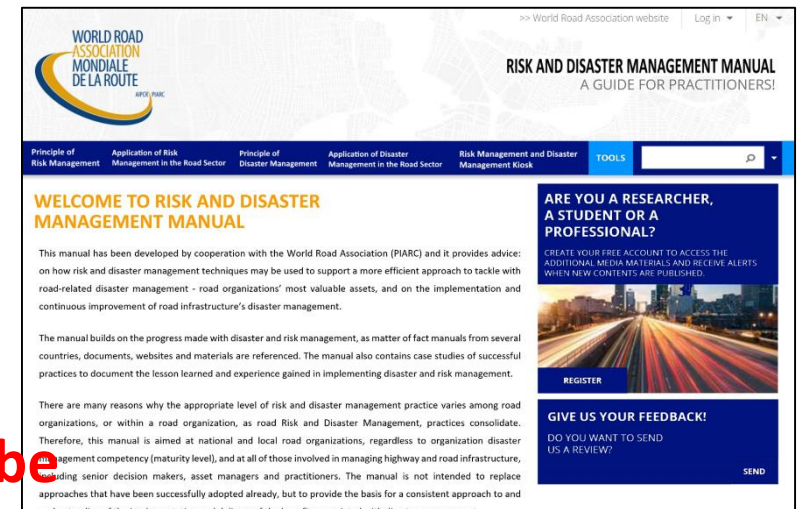 >> World Road Association website Log in EN
WORLD ROAD
ASSOCIATION
MONDIALE
DE LA ROUTE
AIPCR PIARC
RISK AND DISASTER MANAGEMENT MANUAL
A GUIDE FOR PRACTITIONERS!
Principle of
Risk Management
Application of Risk
Management in the Road Sector
Principle of
Disaster Management
Application of Disaster
Management in the Road Sector
Risk Management and Disaster
Management Kiosk
TOOLS
WELCOME TO RISK AND DISASTER
MANAGEMENT MANUAL
This manual has been developed by cooperation with the World Road Association (PIARC) and it provides advice:
on how risk and disaster management techniques may be used to support a more efficient approach to tackle with
road-related disaster management - road organizations' most valuable assets, and on the implementation and
continuous improvement of road infrastructure's disaster management.
The manual builds on the progress made with disaster and risk management, as matter of fact manuals from several
countries, documents, websites and materials are referenced. The manual also contains case studies of successful
practices to document the lesson learned and experience gained in implementing disaster and risk management.
There are many reasons why the appropriate level of risk and disaster management practice varies among road
organizations, or within a road organization, as road Risk and Disaster Management, practices consolidate.
Therefore, this manual is aimed at national and local road organizations, regardless to organization disaster
management competency (maturity level), and at all of those involved in managing highway and road infrastructure,
including senior decision makers, asset managers and practitioners. The manual is not intended to replace
approaches that have been successfully adopted already, but to provide the basis for a consistent approach to and
be
ARE YOU A RESEARCHER,
A STUDENT OR A
PROFESSIONAL?
CREATE YOUR FREE ACCOUNT TO ACCESS THE
ADDITIONAL MEDIA MATERIALS AND RECEIVE ALERTS
WHEN NEW CONTENTS ARE PUBLISHED.
REGISTER
GIVE US YOUR FEEDBACK!
DO YOU WANT TO SEND
US A REVIEW?
SEND